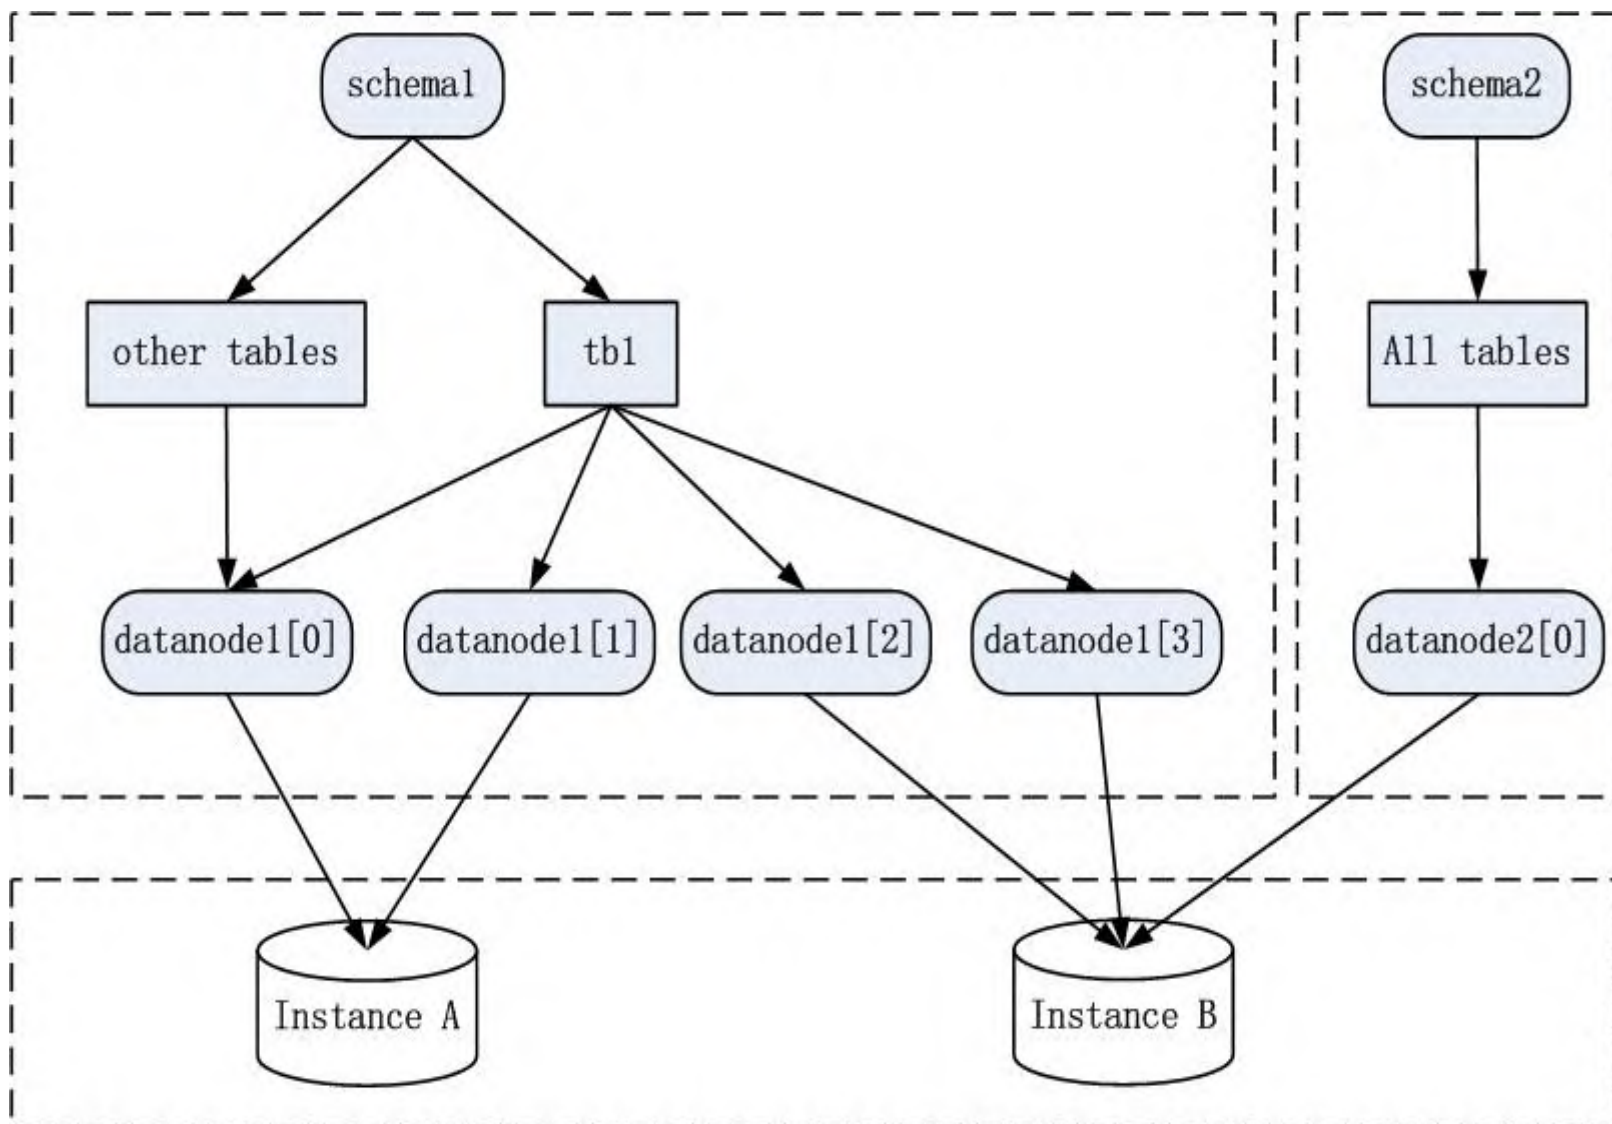 schema1
schema2
other tables
tb1
All tables
datanode1[0]
datanode1[1]
datanode1[2]
datanode1[3]
datanode2[0]
Instance A
Instance B